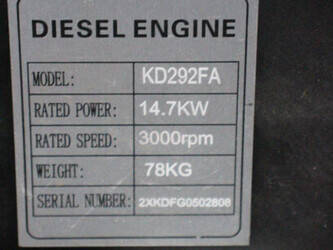 DIESEL ENGINE
MODEL: KD292FA
RATED POWER: 14.7KW
RATED SPEED: 3000rpm
WEIGHT: 78KG
SERIAL NUMBER: 2XKDFG0502808